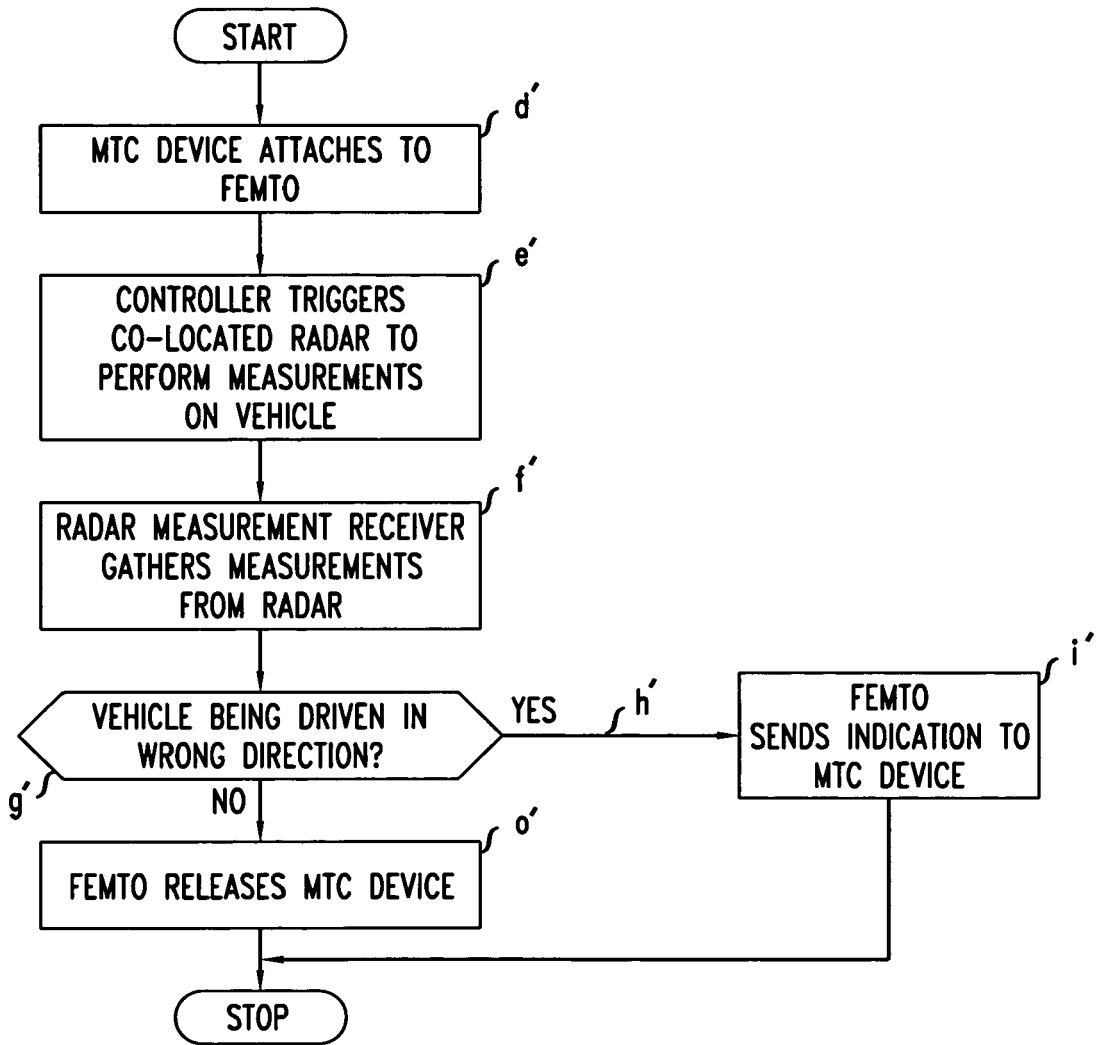 START
d′
MTC DEVICE ATTACHES TO
FEMTO
e′
CONTROLLER TRIGGERS
CO-LOCATED RADAR TO
PERFORM MEASUREMENTS
ON VEHICLE
f′
RADAR MEASUREMENT RECEIVER
GATHERS MEASUREMENTS
FROM RADAR
g′
VEHICLE BEING DRIVEN IN
WRONG DIRECTION?
YES
h′
i′
FEMTO
SENDS INDICATION TO
MTC DEVICE
NO
o′
FEMTO RELEASES MTC DEVICE
STOP